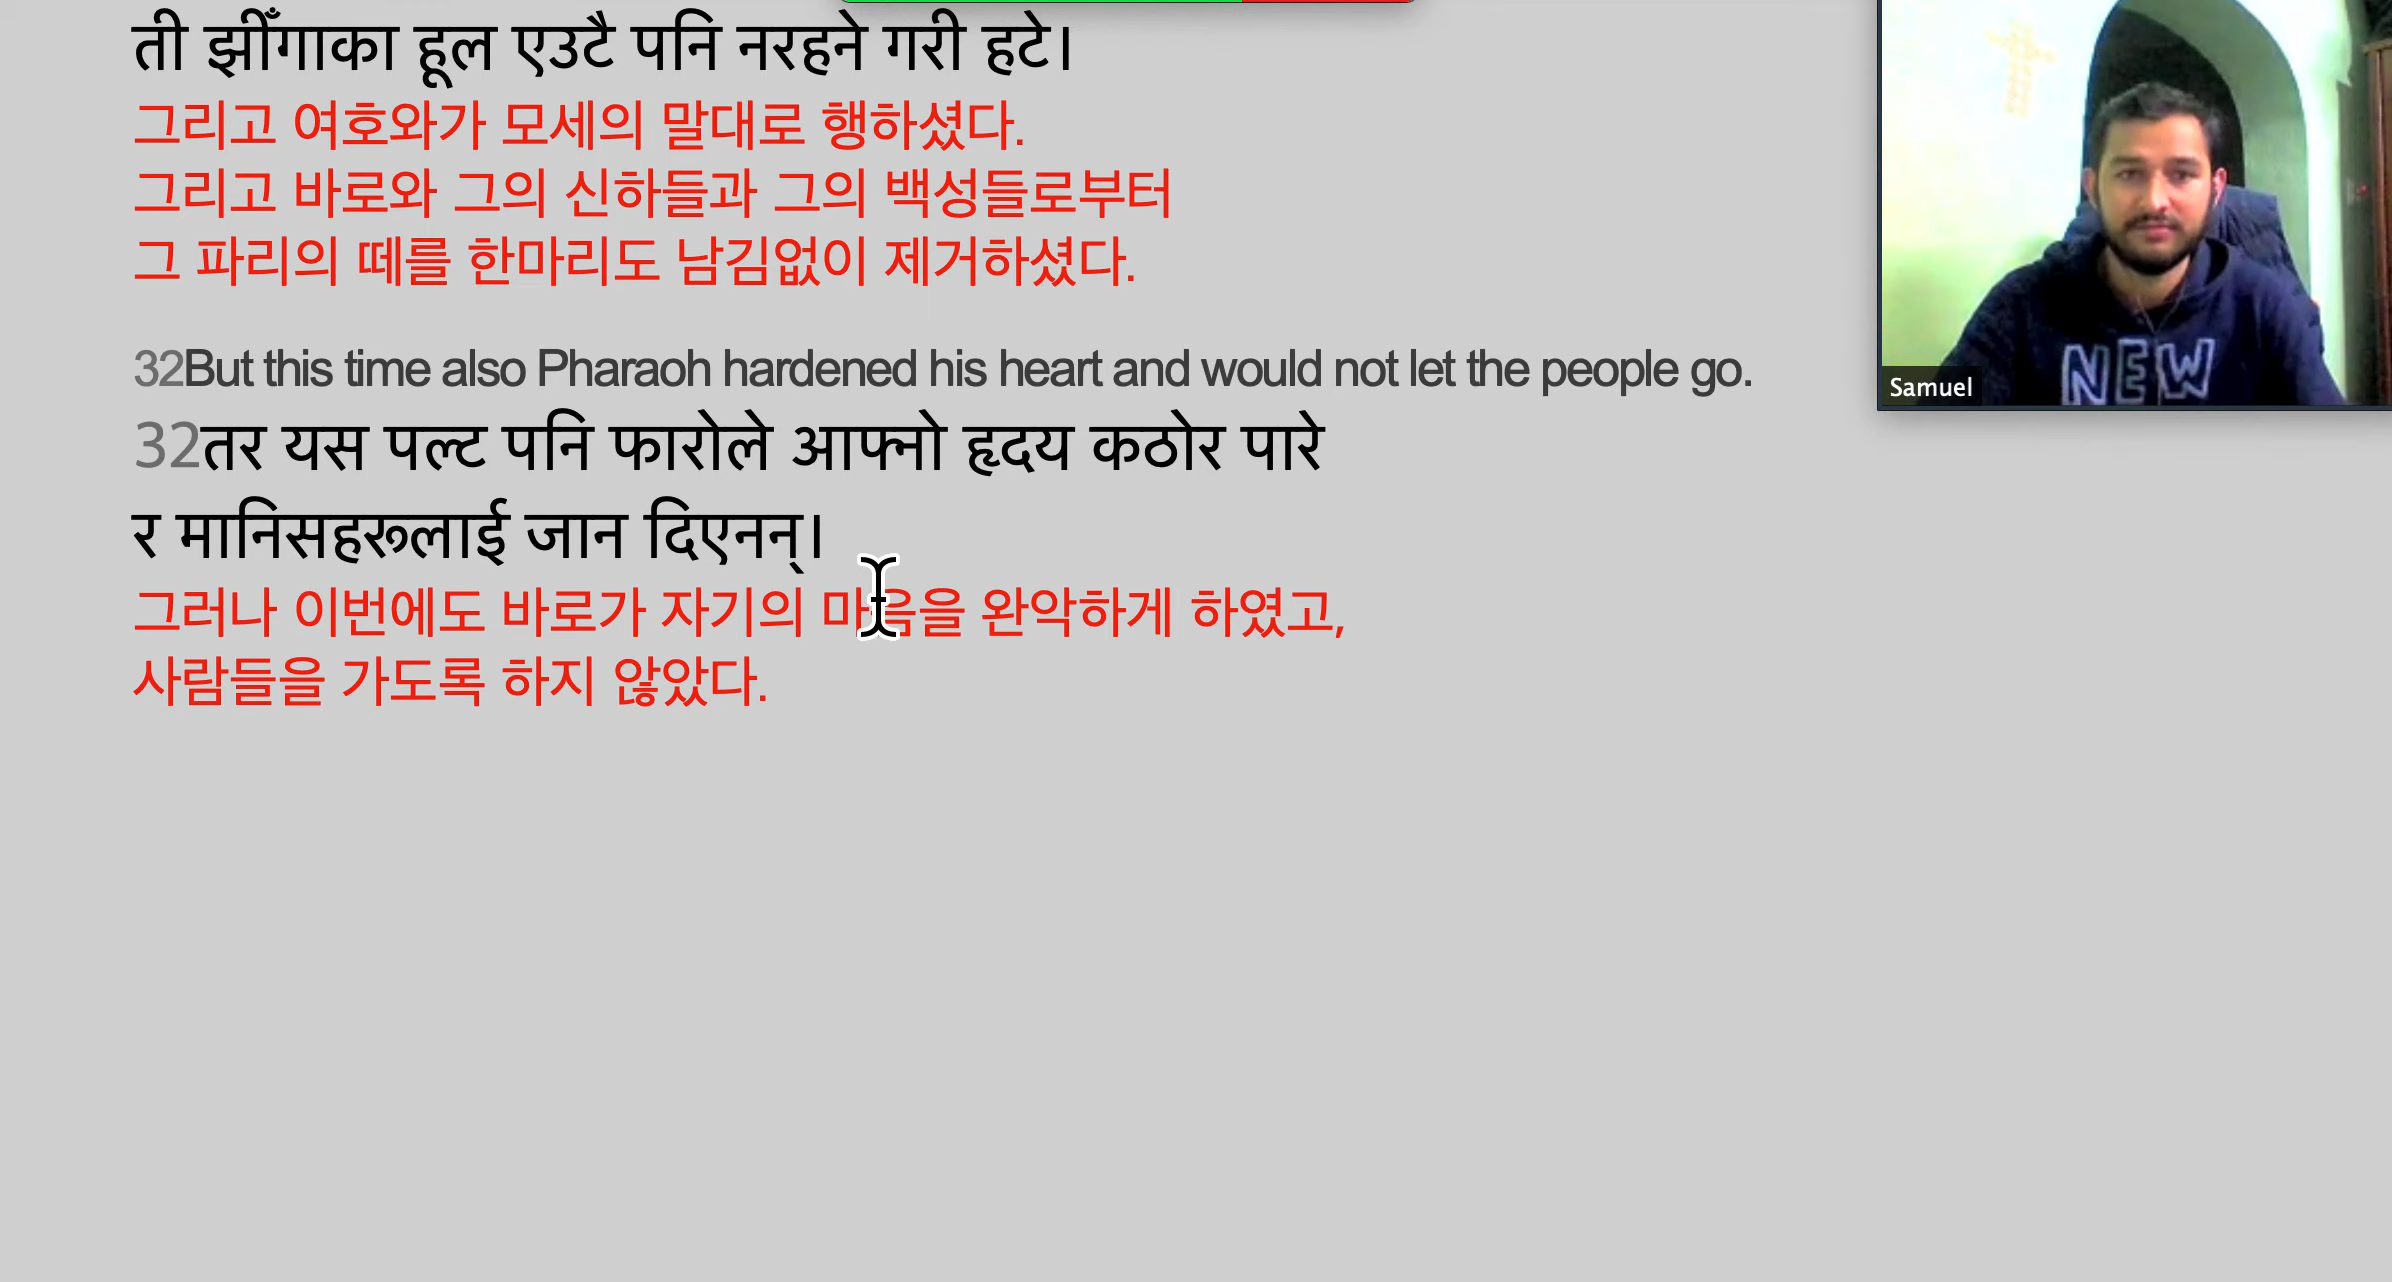 ती झीँगाका हूल एउटै पनि नरहने गरी हटे।
그리고 여호와가 모세의 말대로 행하셨다.
그리고 바로와 그의 신하들과 그의 백성들로부터
그 파리의 떼를 한마리도 남김없이 제거하셨다.
32But this time also Pharaoh hardened his heart and would not let the people go.
32तर यस पल्ट पनि फारोले आफ्नो हृदय कठोर पारे
र मानिसहरूलाई जान दिएनन्।
그러나 이번에도 바로가 자기의 마음을 완악하게 하였고,
사람들을 가도록 하지 않았다.
NEW
Samuel